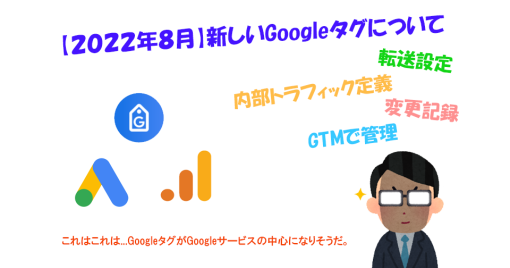 【2022年8月】新しいGoogleタグについて
転送設定
内部トラフィック定義
変更記録
GTMで管理
G
これはこれは...GoogleタグがGoogleサービスの中心になりそうだ。